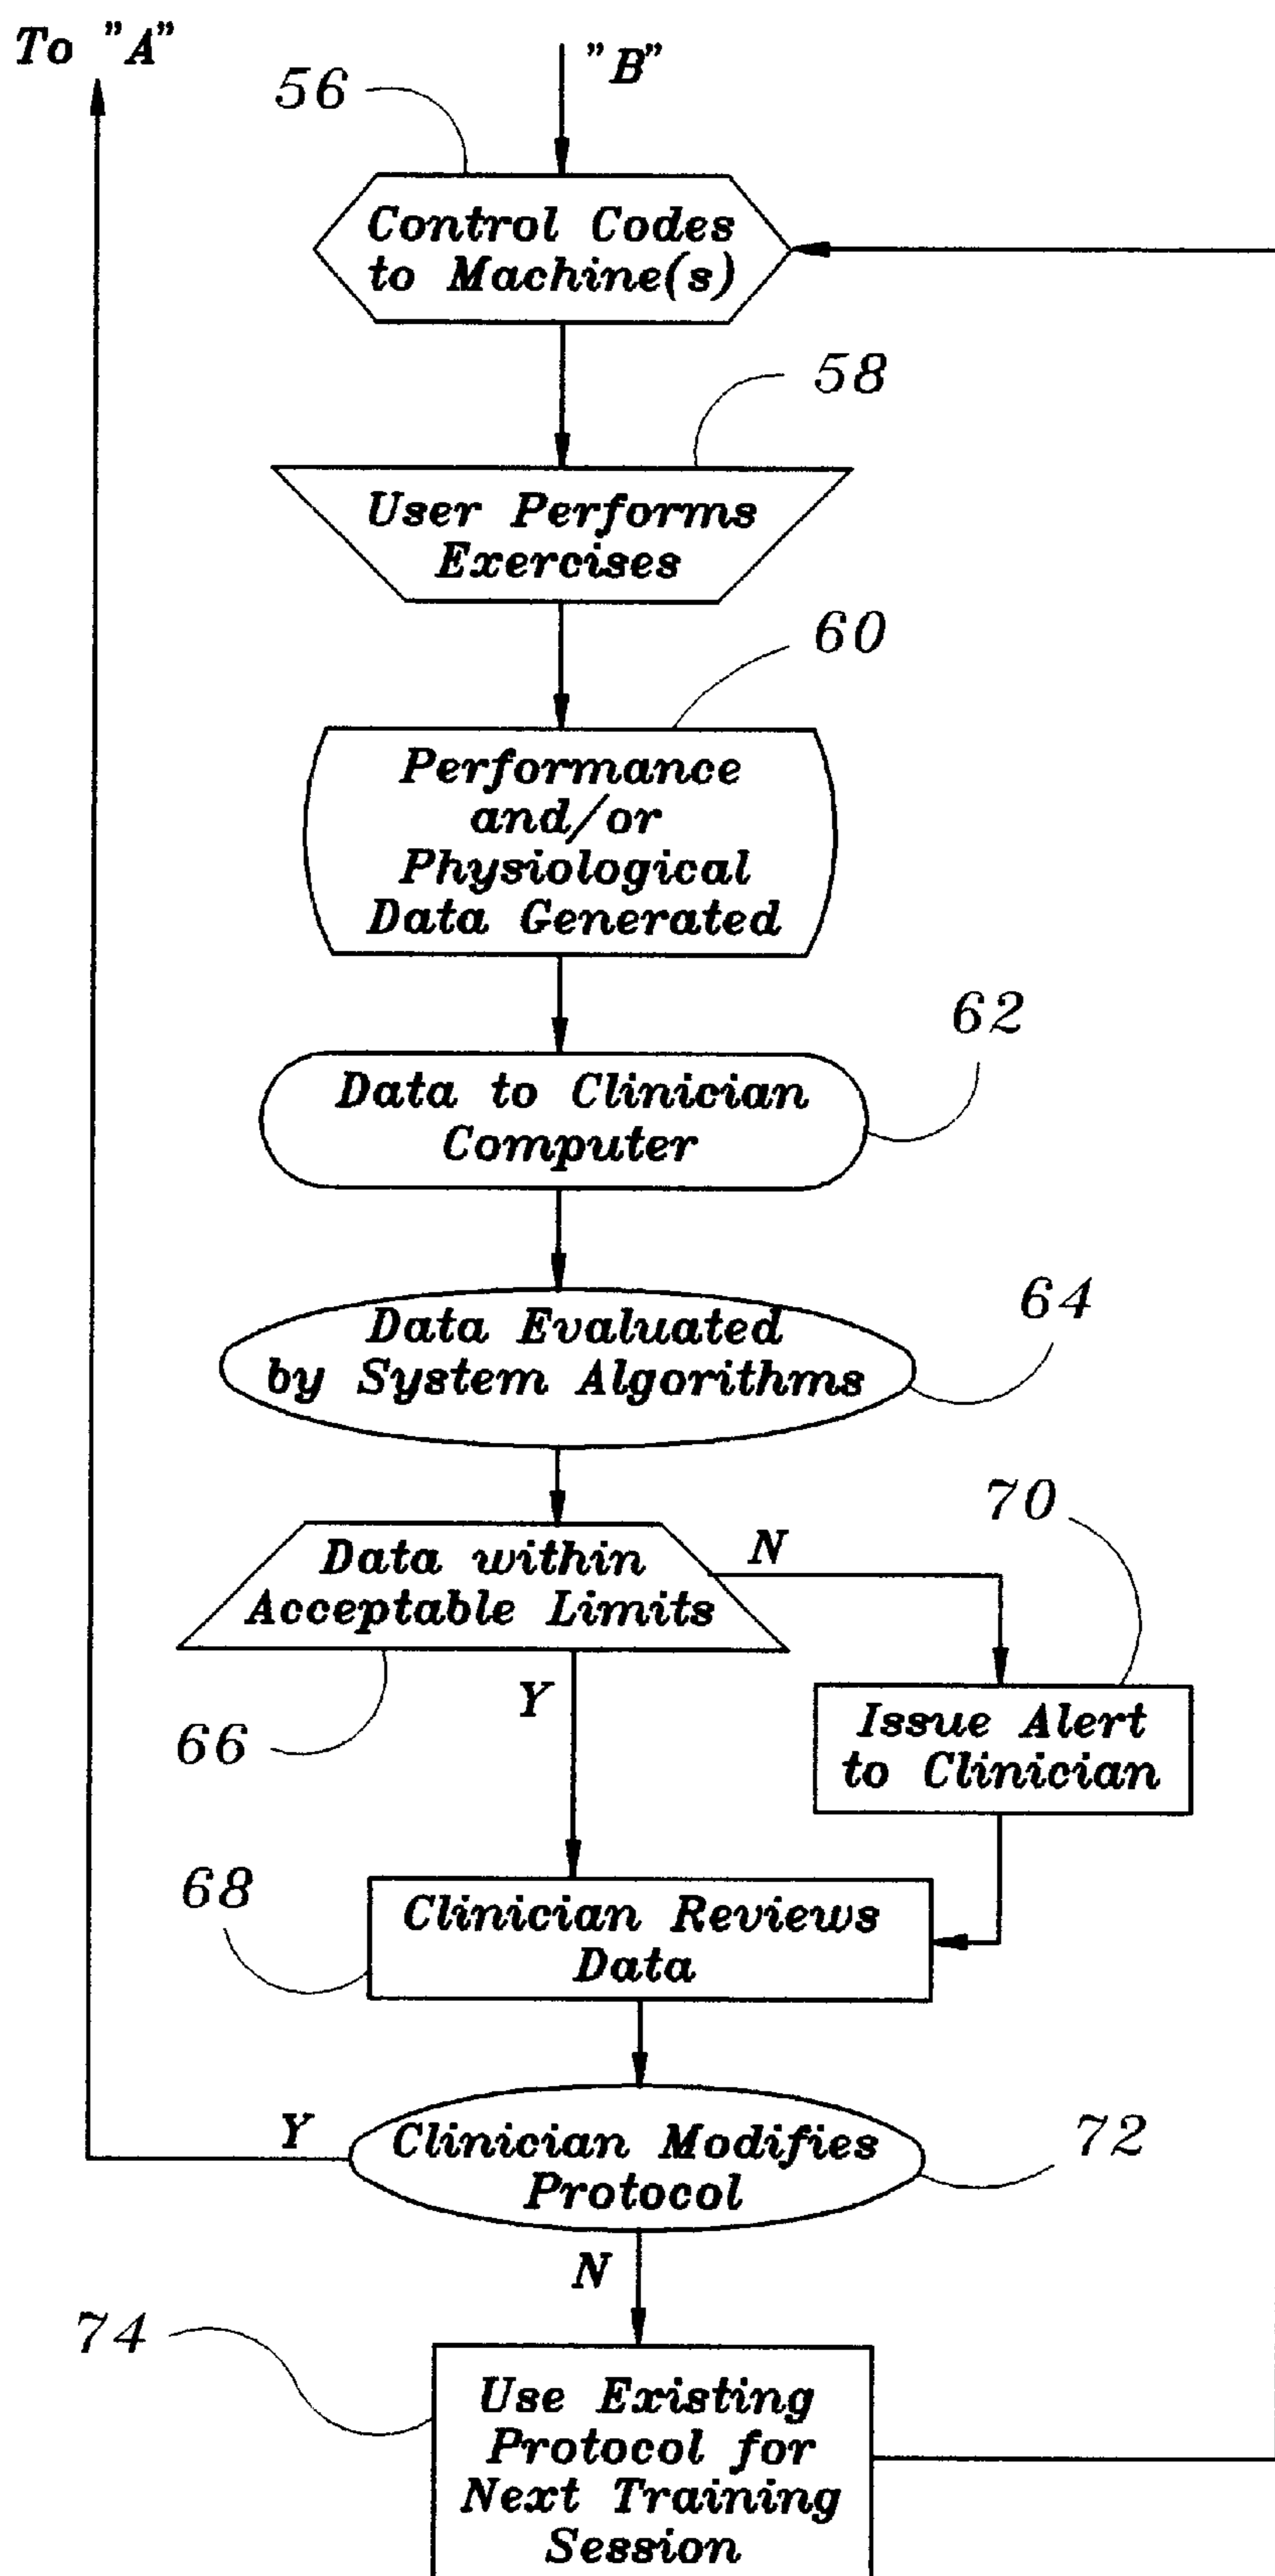 To "A"
"B"
56
Control Codes
to Machine(s)
58
User Performs
Exercises
60
Performance
and/or
Physiological
Data Generated
62
Data to Clinician
Computer
64
Data Evaluated
by System Algorithms
70
N
Data within
Acceptable Limits
Y
66
Issue Alert
to Clinician
68
Clinician Reviews
Data
Y
72
Clinician Modifies
Protocol
N
74
Use Existing
Protocol for
Next Training
Session